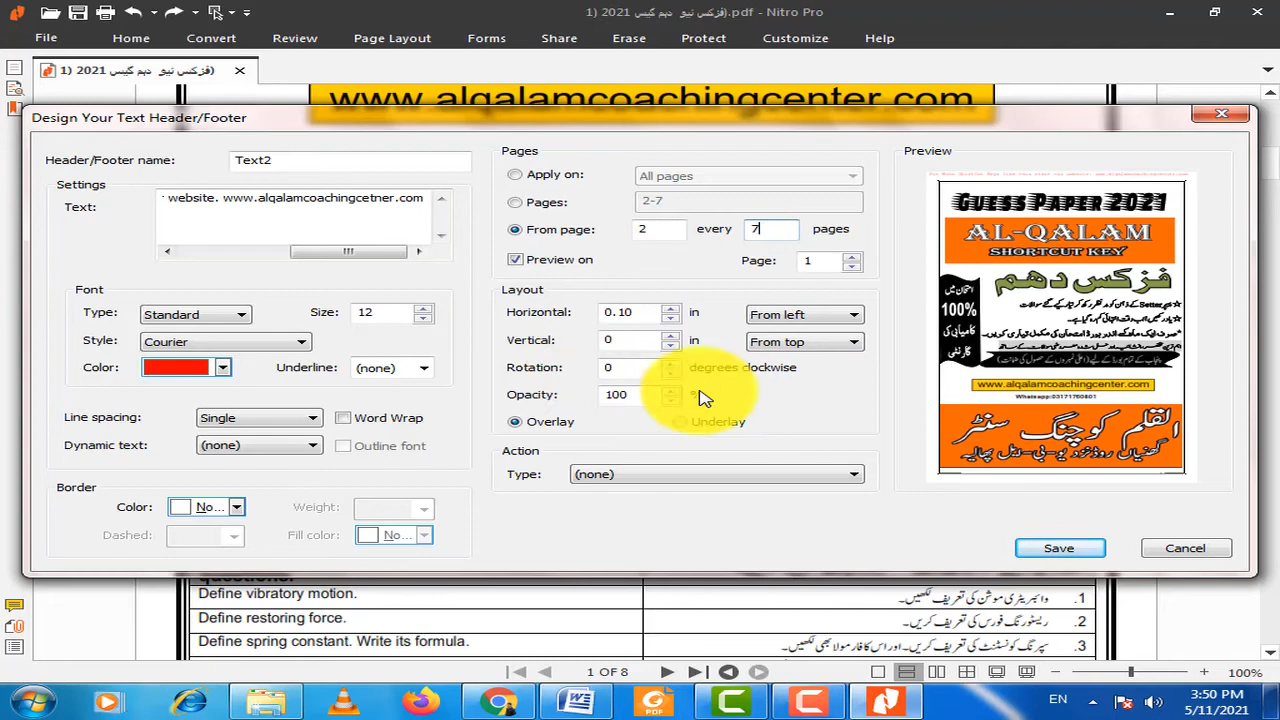 (فزکس نیو دہم گیس 2021 (1.pdf - Nitro Pro
File
Home
Convert
Review
Page Layout
Forms
Share
Erase
Protect
Customize
Help
(فزکس نیو دہم گیس 2021 (1
www.alqalamcoachingcenter.com
Design Your Text Header/Footer
Header/Footer name: Text2
Settings
Text: website. www.alqalamcoachingcetner.com
Font
Type: Standard Size: 12
Style: Courier
Color: Underline: (none)
Line spacing: Single Word Wrap
Dynamic text: (none) Outline font
Border
Color: No... Weight:
Dashed: Fill color: No...
Pages
Apply on: All pages
Pages: 2-7
From page: 2 every 7 pages
Preview on Page: 1
Layout
Horizontal: 0.10 in From left
Vertical: 0 in From top
Rotation: 0 degrees clockwise
Opacity: 100
Overlay Underlay
Action
Type: (none)
Preview
GUESS PAPER 2021
AL-QALAM
SHORTCUT KEY
فزکس دھم
امتحان میں
100%
کامیابی کی
گارنٹی
www.alqalamcoachingcenter.com
Whatsapp:03171760801
القلم کوچنگ سنٹر
Save
Cancel
questions.
Define vibratory motion.
1. وائبریٹری موشن کی تعریف لکھیں۔
Define restoring force.
2. ریسٹورنگ فورس کی تعریف کریں۔
Define spring constant. Write its formula.
3. سپرنگ کونسٹنٹ کی تعریف کریں۔ اور اس کا فارمولا بھی لکھیں۔
1 OF 8
100%
EN
3:50 PM
5/11/2021